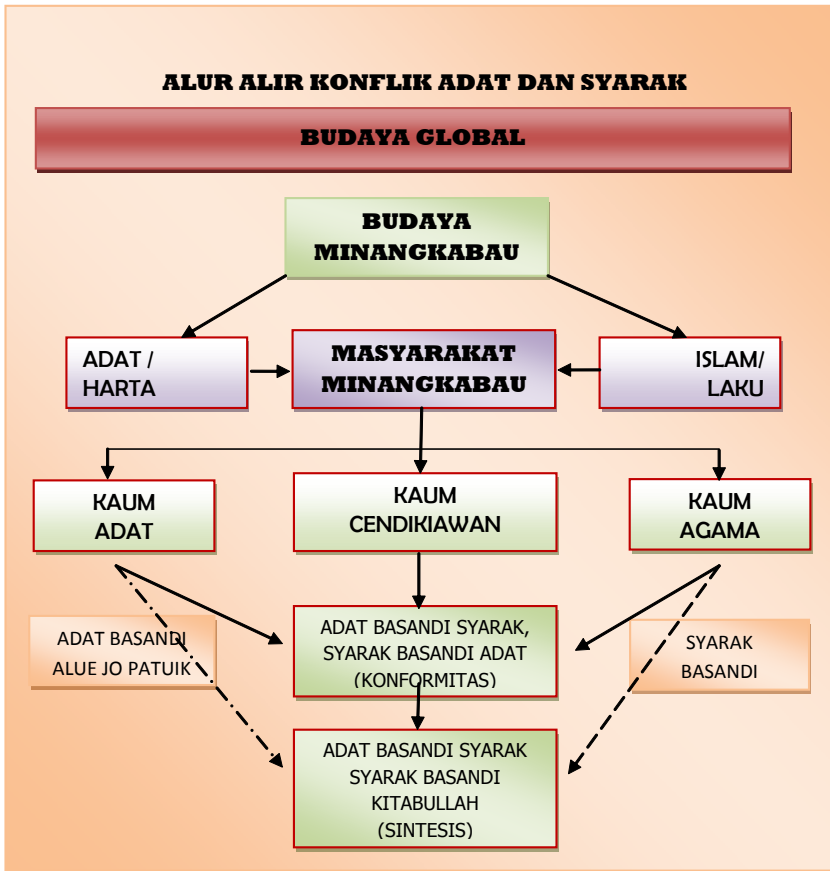 ALUR ALIR KONFLIK ADAT DAN SYARAK
BUDAYA GLOBAL
BUDAYA
MINANGKABAU
ADAT /
HARTA
MASYARAKAT
MINANGKABAU
ISLAM/
LAKU
KAUM
ADAT
KAUM
CENDIKIAWAN
KAUM
AGAMA
ADAT BASANDI
ALUE JO PATUIK
ADAT BASANDI SYARAK,
SYARAK BASANDI ADAT
(KONFORMITAS)
SYARAK
BASANDI
ADAT BASANDI SYARAK
SYARAK BASANDI
KITABULLAH
(SINTESIS)